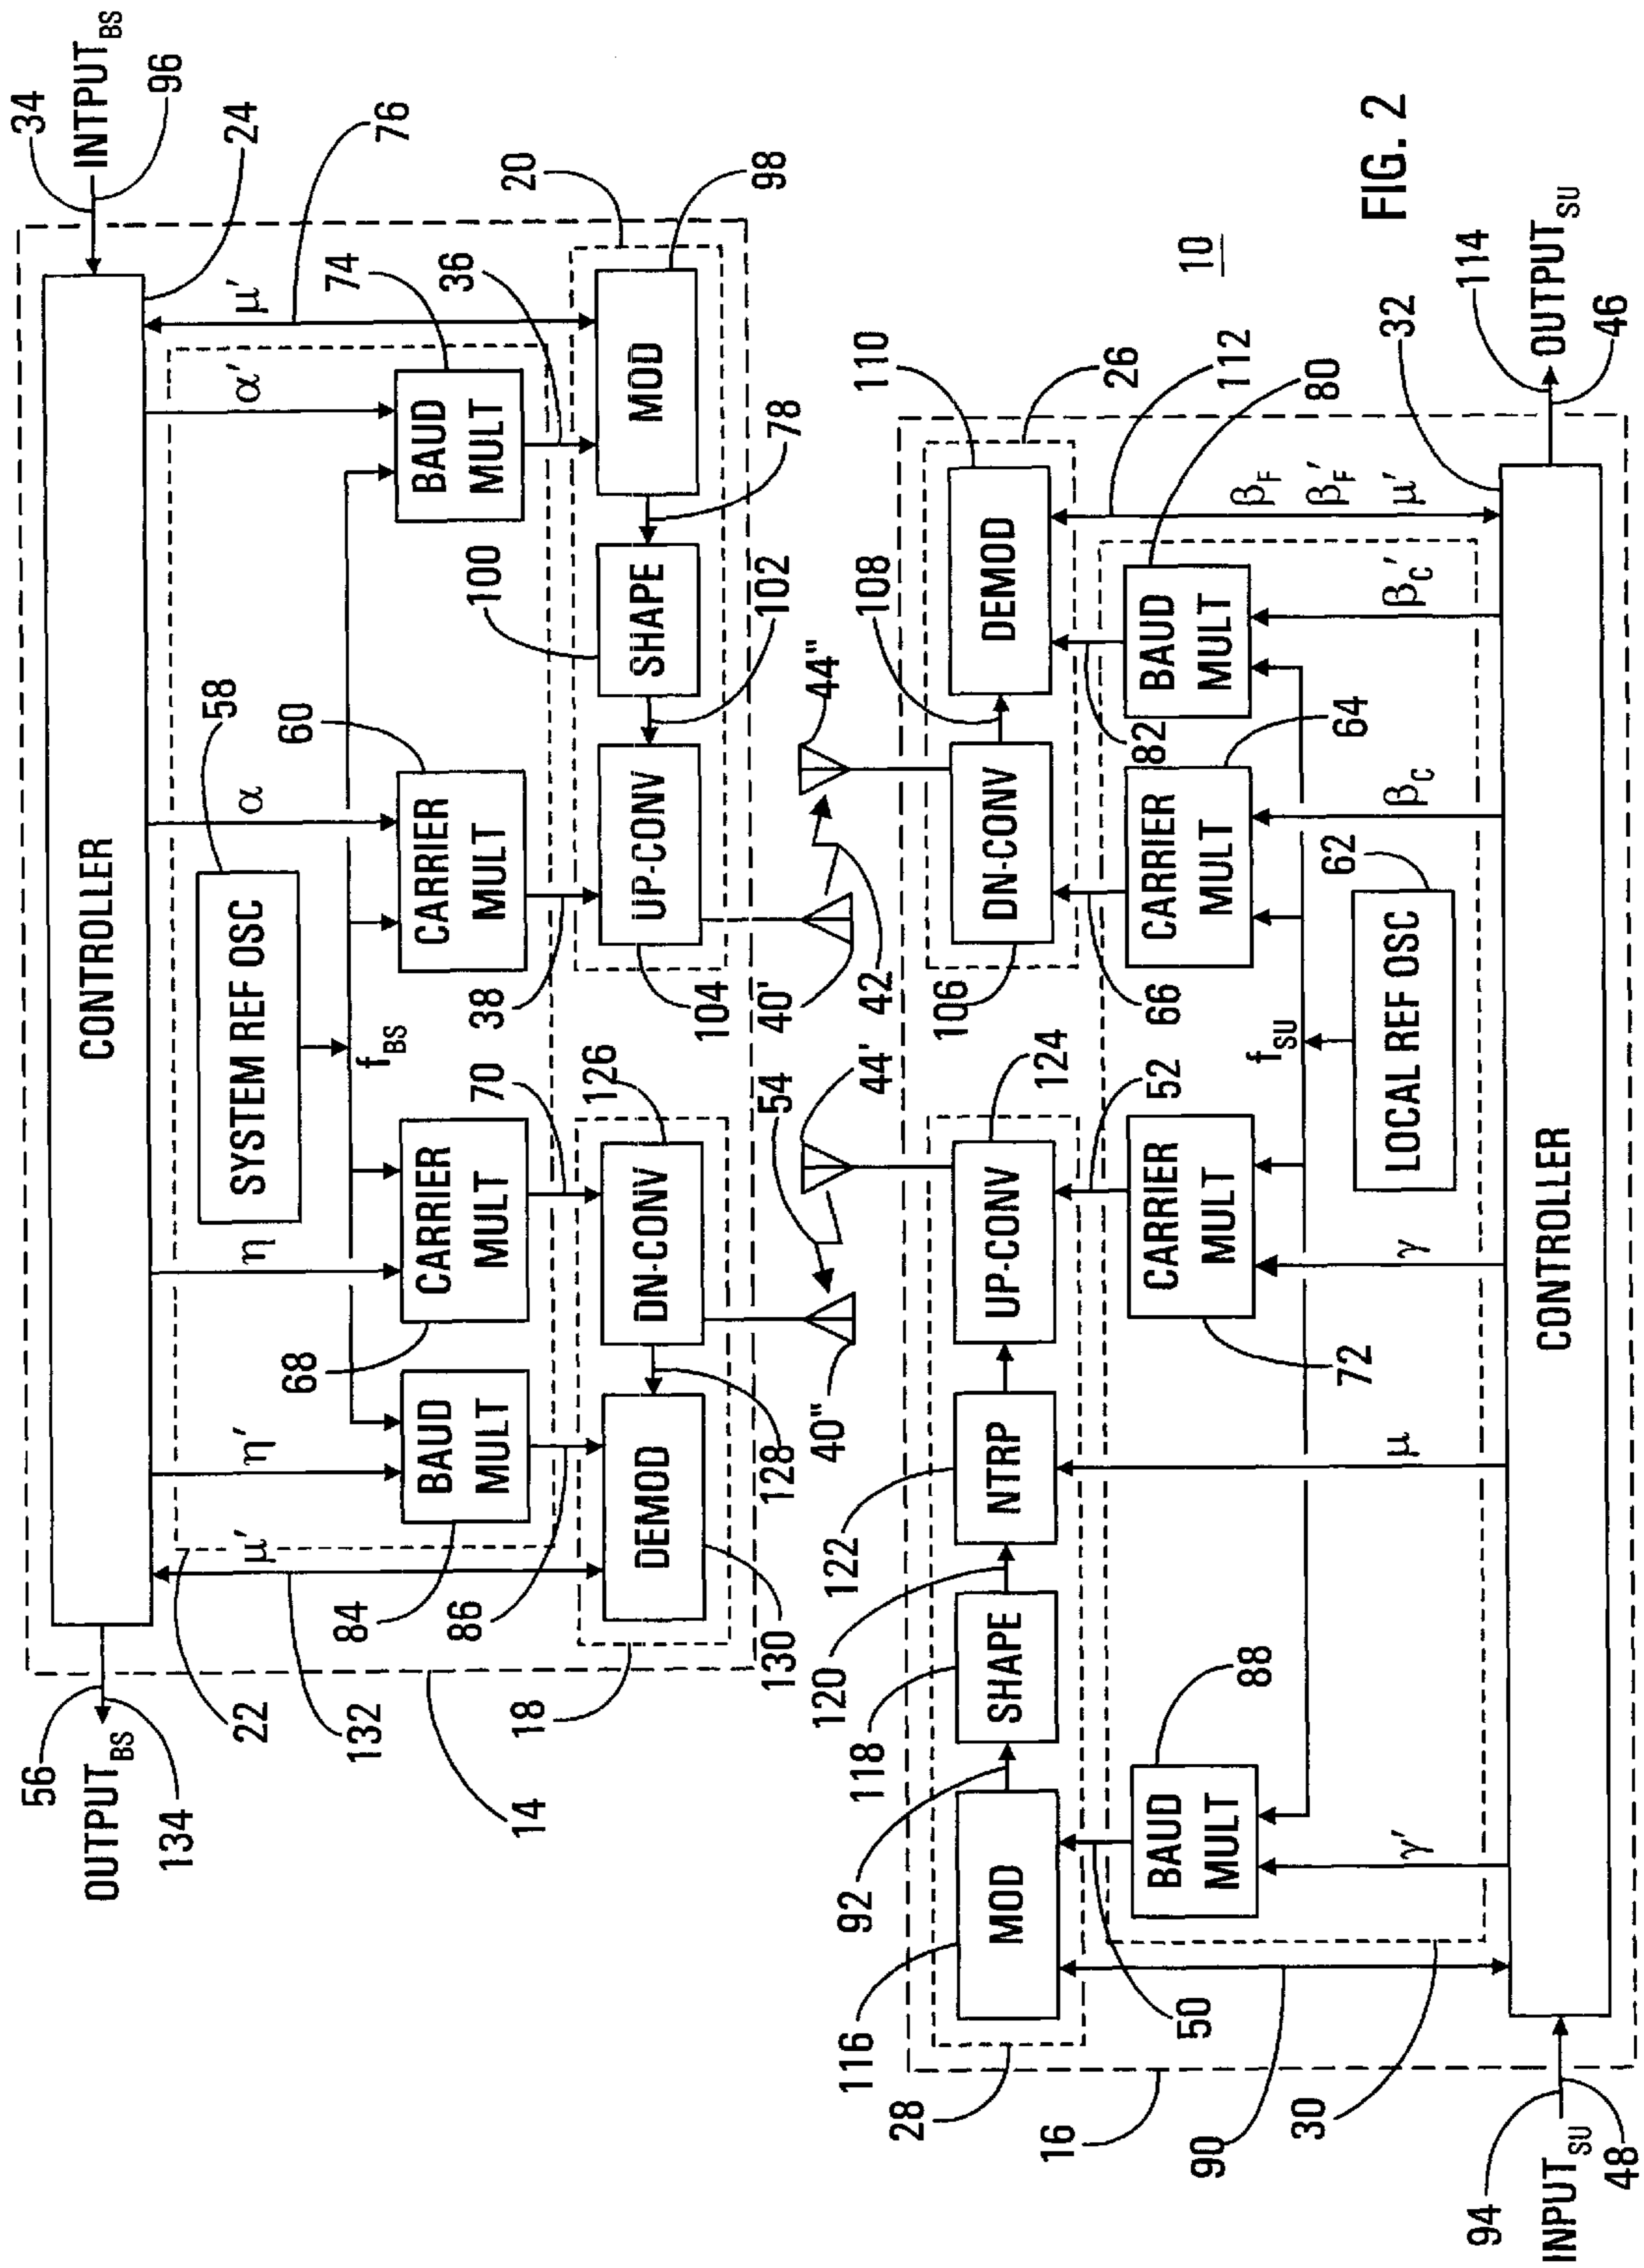 34
INTPUT BS
96
24
76
20
98
CONTROLLER
μ'
α'
74
36
BAUD
MULT
MOD
78
100
SHAPE
102
58
SYSTEM REF OSC
α
60
CARRIER
MULT
38
UP-CONV
104
f BS
η
68
CARRIER
MULT
70
DN-CONV
126
η'
BAUD
MULT
84
86
DEMOD
128
130
μ'
56
OUTPUT BS
134
22
132
14
18
40'
42
44"
54
44'
40"
FIG. 2
10
114
OUTPUT SU
46
32
26
110
112
80
DEMOD
108
β F
β F '
μ'
BAUD
MULT
β C '
82
DN-CONV
106
66
64
CARRIER
MULT
β C
62
LOCAL REF OSC
f SU
UP-CONV
124
52
CARRIER
MULT
γ
72
NTRP
122
μ
120
SHAPE
118
92
MOD
116
88
BAUD
MULT
γ'
50
28
16
90
30
CONTROLLER
94
INPUT SU
48